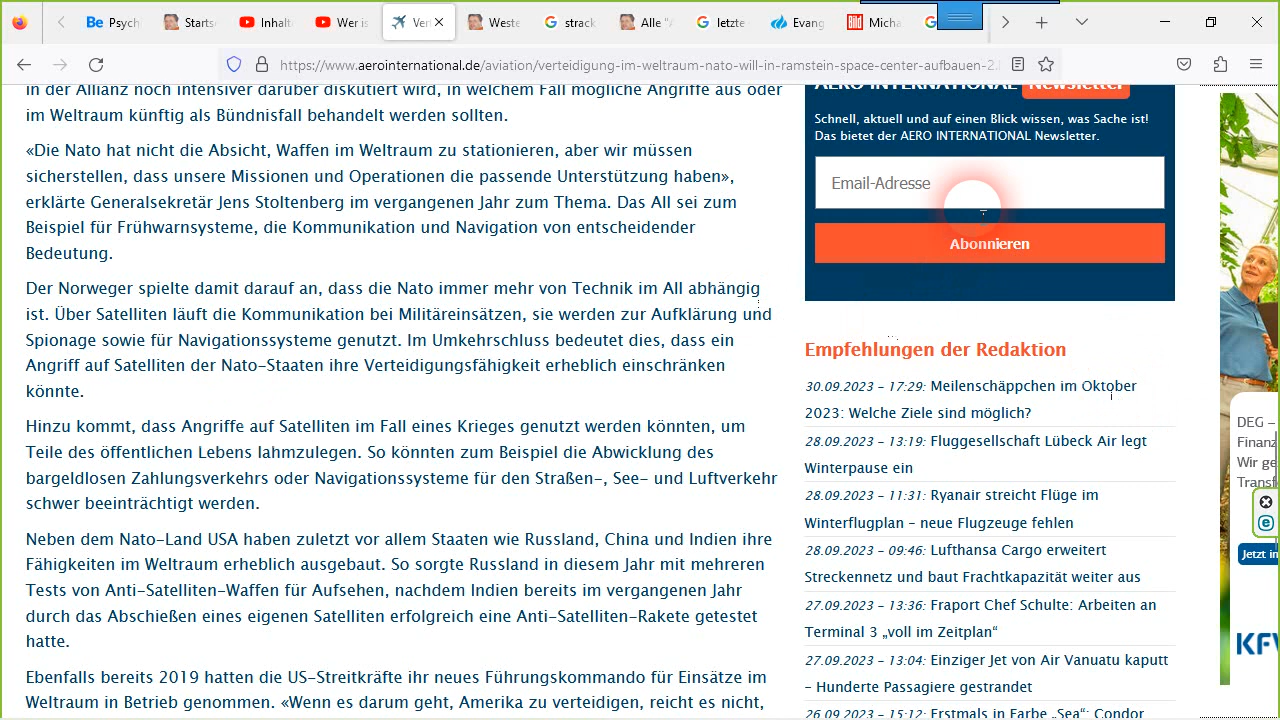 Be Psych
Starts
Inhalt
Wer is
Ver
Weste
strack
Alle "A
letzte
Evang
Bild Micha
https://www.aerointernational.de/aviation/verteidigung-im-weltraum-nato-will-in-ramstein-space-center-aufbauen-2.
in der Allianz noch intensiver darüber diskutiert wird, in welchem Fall mögliche Angriffe aus oder
im Weltraum künftig als Bündnisfall behandelt werden sollten.
«Die Nato hat nicht die Absicht, Waffen im Weltraum zu stationieren, aber wir müssen
sicherstellen, dass unsere Missionen und Operationen die passende Unterstützung haben»,
erklärte Generalsekretär Jens Stoltenberg im vergangenen Jahr zum Thema. Das All sei zum
Beispiel für Frühwarnsysteme, die Kommunikation und Navigation von entscheidender
Bedeutung.
Der Norweger spielte damit darauf an, dass die Nato immer mehr von Technik im All abhängig
ist. Über Satelliten läuft die Kommunikation bei Militäreinsätzen, sie werden zur Aufklärung und
Spionage sowie für Navigationssysteme genutzt. Im Umkehrschluss bedeutet dies, dass ein
Angriff auf Satelliten der Nato-Staaten ihre Verteidigungsfähigkeit erheblich einschränken
könnte.
Hinzu kommt, dass Angriffe auf Satelliten im Fall eines Krieges genutzt werden könnten, um
Teile des öffentlichen Lebens lahmzulegen. So könnten zum Beispiel die Abwicklung des
bargeldlosen Zahlungsverkehrs oder Navigationssysteme für den Straßen-, See- und Luftverkehr
schwer beeinträchtigt werden.
Neben dem Nato-Land USA haben zuletzt vor allem Staaten wie Russland, China und Indien ihre
Fähigkeiten im Weltraum erheblich ausgebaut. So sorgte Russland in diesem Jahr mit mehreren
Tests von Anti-Satelliten-Waffen für Aufsehen, nachdem Indien bereits im vergangenen Jahr
durch das Abschießen eines eigenen Satelliten erfolgreich eine Anti-Satelliten-Rakete getestet
hatte.
Ebenfalls bereits 2019 hatten die US-Streitkräfte ihr neues Führungskommando für Einsätze im
Weltraum in Betrieb genommen. «Wenn es darum geht, Amerika zu verteidigen, reicht es nicht,
AERO INTERNATIONAL Newsletter
Schnell, aktuell und auf einen Blick wissen, was Sache ist!
Das bietet der AERO INTERNATIONAL Newsletter.
Email-Adresse
Abonnieren
Empfehlungen der Redaktion
30.09.2023 - 17:29: Meilenschäppchen im Oktober
2023: Welche Ziele sind möglich?
28.09.2023 - 13:19: Fluggesellschaft Lübeck Air legt
Winterpause ein
28.09.2023 - 11:31: Ryanair streicht Flüge im
Winterflugplan – neue Flugzeuge fehlen
28.09.2023 - 09:46: Lufthansa Cargo erweitert
Streckennetz und baut Frachtkapazität weiter aus
27.09.2023 - 13:36: Fraport Chef Schulte: Arbeiten an
Terminal 3 „voll im Zeitplan“
27.09.2023 - 13:04: Einziger Jet von Air Vanuatu kaputt
– Hunderte Passagiere gestrandet
26.09.2023 - 15:12: Erstmals in Farbe „Sea“: Condor
DEG –
Finanz
Wir ge
Transf
Jetzt in
KFW